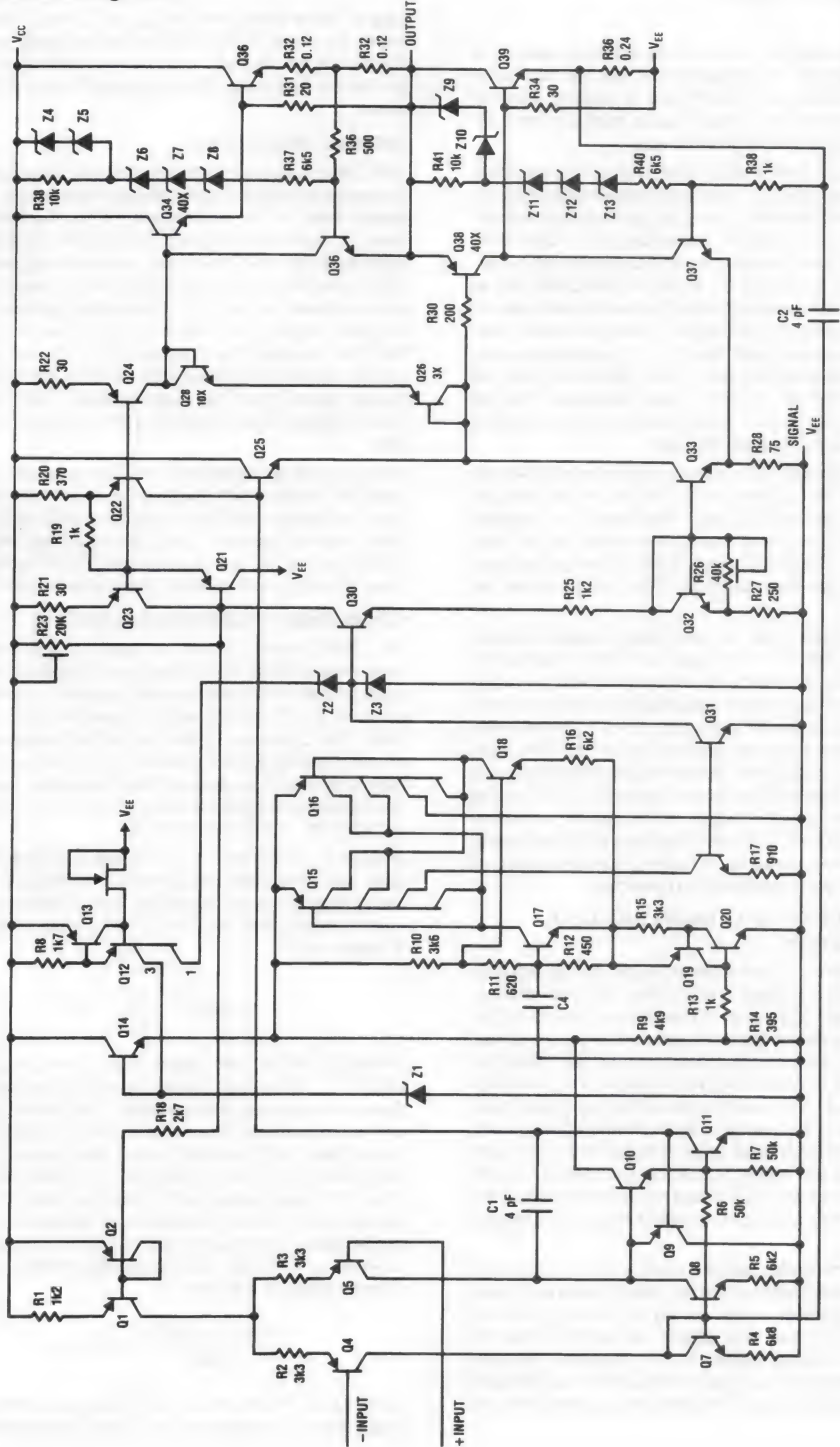 VCC
R1
1k2
Q2
Q1
R2
3k3
R3
3k3
Q4
Q5
– INPUT
+ INPUT
Q14
R18
2k7
R8
1k7
Q13
Q12
3
1
VEE
Z1
C1
4 pF
Q10
Q9
Q8
Q7
R6
50k
Q11
R7
50k
R5
6k2
R4
6k8
Q15
Q16
R10
3k6
R11
620
Q17
C4
R12
450
Q18
R16
6k2
R9
4k9
R13
1k
R14
395
R15
3k3
Q19
Q20
R17
910
Q31
Z2
Z3
R23
20K
R21
30
Q23
R19
1k
R20
370
Q22
Q21
VEE
R22
30
Q24
Q25
Q28
10X
Q26
3X
Q30
R25
1k2
Q32
R26
40k
R27
250
Q33
R28
75
SIGNAL
VEE
R30
200
R38
10k
Z4
Z5
Z6
Z7
Z8
Q34
40X
R37
6k5
Q36
R36
500
Q36
R32
0.12
R31
20
R32
0.12
OUTPUT
Q38
40X
R41
10k
Z9
Z10
Z11
Z12
Z13
R40
6k5
Q37
R38
1k
C2
4 pF
Q39
R34
30
R36
0.24
VEE